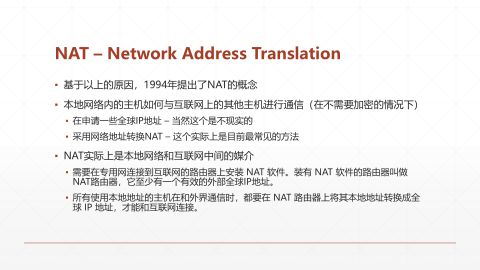 NAT – Network Address Translation
基于以上的原因，1994年提出了NAT的概念
本地网络内的主机如何与互联网上的其他主机进行通信（在不需要加密的情况下）
在申请一些全球IP地址 – 当然这个是不现实的
采用网络地址转换NAT – 这个实际上是目前最常见的方法
NAT实际上是本地网络和互联网中间的媒介
需要在专用网连接到互联网的路由器上安装 NAT 软件。装有 NAT 软件的路由器叫做
NAT路由器，它至少有一个有效的外部全球IP地址。
所有使用本地地址的主机在和外界通信时，都要在 NAT 路由器上将其本地地址转换成全
球 IP 地址，才能和互联网连接。